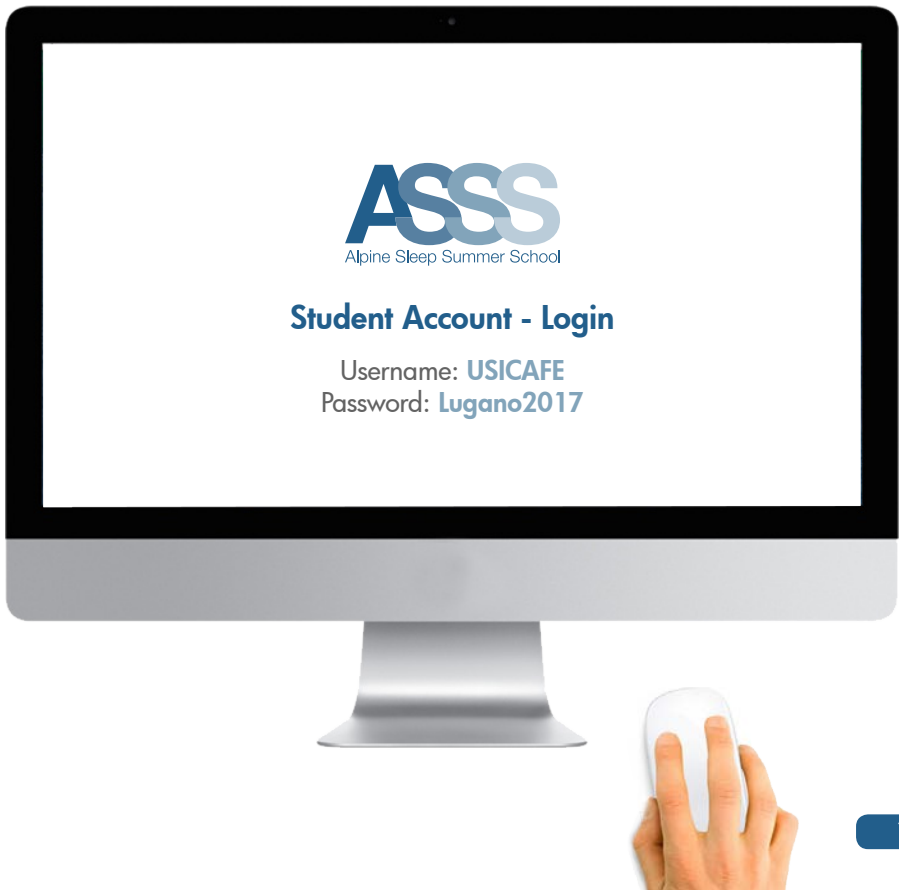 ASSS
Alpine Sleep Summer School
Student Account - Login
Username: USICAFE
Password: Lugano2017